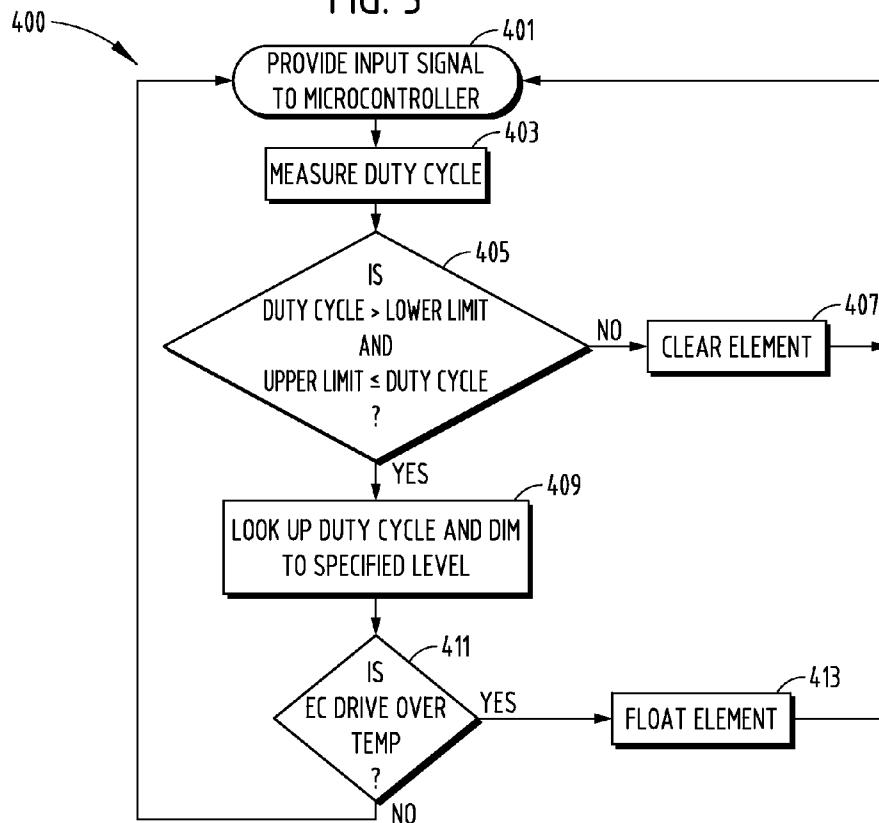 400
401
PROVIDE INPUT SIGNAL
TO MICROCONTROLLER
403
MEASURE DUTY CYCLE
405
IS
DUTY CYCLE > LOWER LIMIT
AND
UPPER LIMIT ≤ DUTY CYCLE
?
NO
407
CLEAR ELEMENT
YES
409
LOOK UP DUTY CYCLE AND DIM
TO SPECIFIED LEVEL
411
IS
EC DRIVE OVER
TEMP
?
YES
413
FLOAT ELEMENT
NO